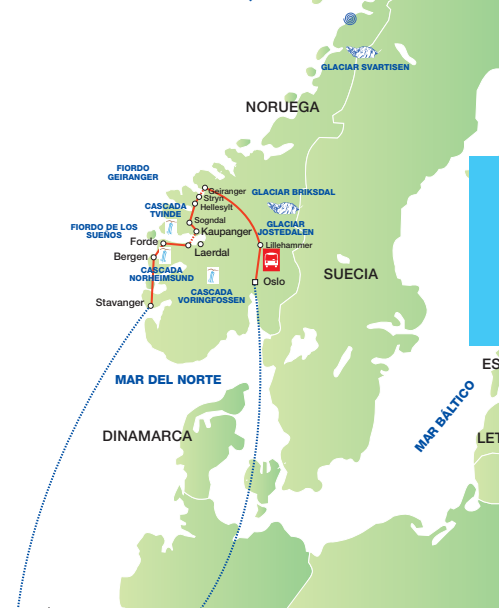 GLACIAR SVARTISEN
NORUEGA
FIORDO
GEIRANGER
Geiranger
GLACIAR BRIKSDAL
Stryn
Hellesylt
CASCADA
TVINDE
Sogndal
GLACIAR
JOSTEDALEN
FIORDO DE LOS
SUEÑOS
Kaupanger
Forde
Lillehammer
Laerdal
Bergen
CASCADA
NORHEIMSUND
SUECIA
Oslo
CASCADA
VORINGFOSSEN
Stavanger
ES
MAR DEL NORTE
MAR BÁLTICO
DINAMARCA
LET